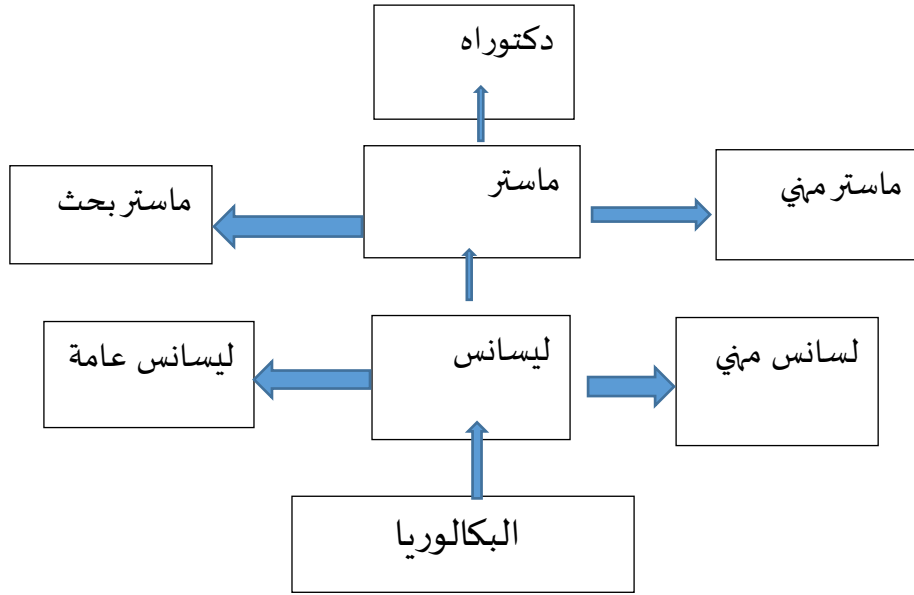 دكتوراه
ماستر مهني
ماستر
ماستر بحث
لسانس مهني
ليسانس
ليسانس عامة
البكالوريا